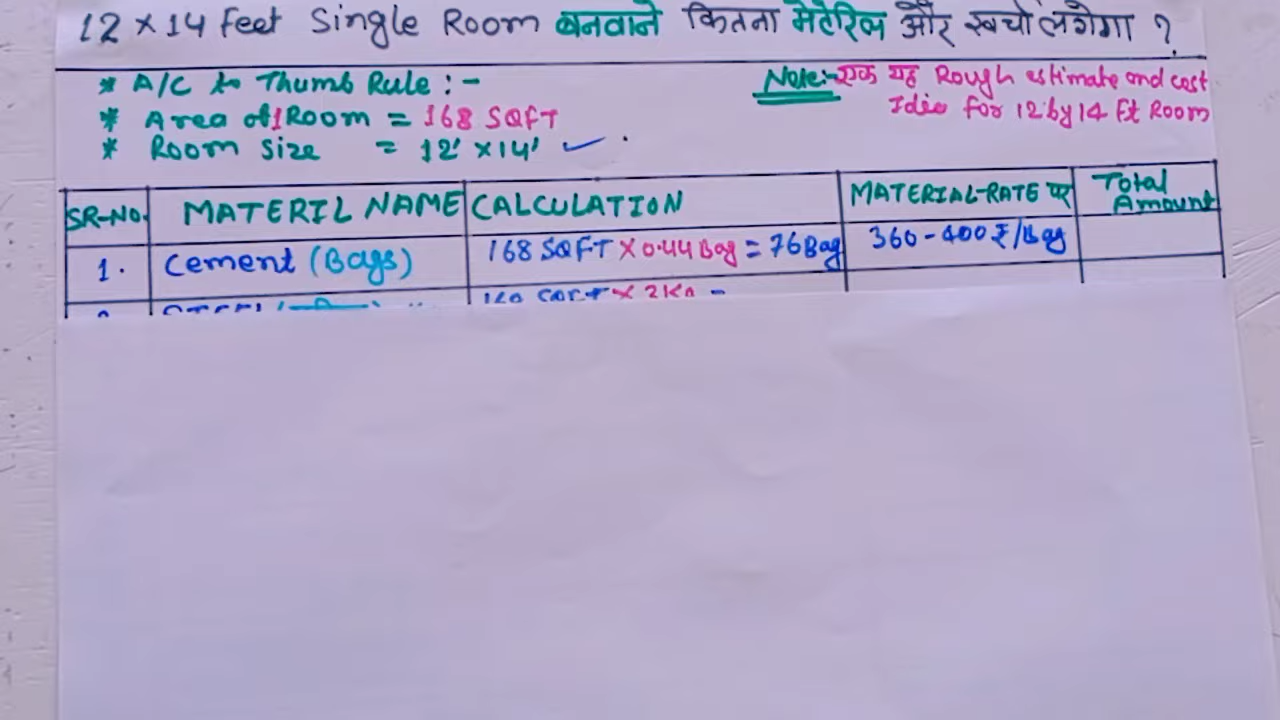 12 × 14 feet Single Room बनवाने कितना मेटेरियल और खर्चा लगेगा ?
* A/C to Thumb Rule :-
* Area of 1 Room = 168 SQFT
* Room Size = 12' × 14'
Note:- एक यह Rough estimate and cost
Idio for 12 by 14 ft Room
SR-NO. MATERIL NAME CALCULATION MATERIAL-RATE पर Total Amount
1. Cement (Bags) 168 SQFT × 0.44 Bag = 76 Bag 360-400 ₹/Bag